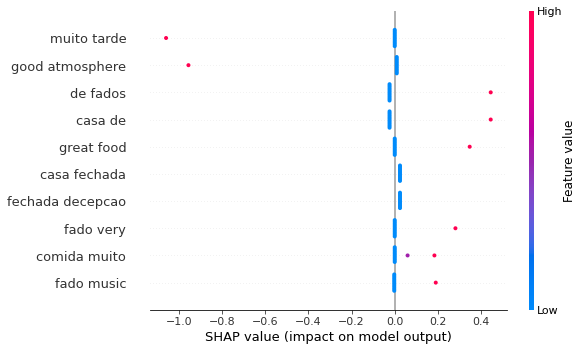 High
muito tarde
good atmosphere
de fados
casa de
great food
casa fechada
fechada decepcao
fado very
comida muito
fado music
Feature value
Low
−1.0 −0.8 −0.6 −0.4 −0.2 0.0 0.2 0.4
SHAP value (impact on model output)